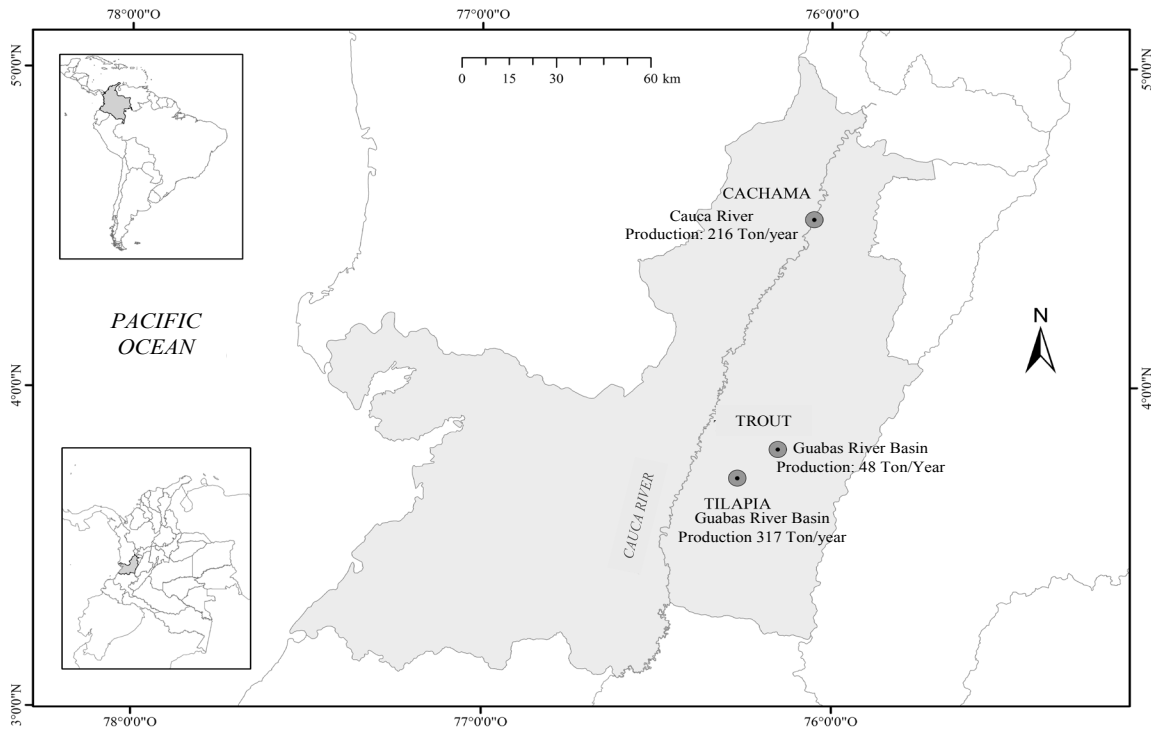 78°0'0"O
77°0'0"O
76°0'0"O
5°0'0"N
5°0'0"N
0 15 30 60 km
CACHAMA
Cauca River
Production: 216 Ton/year
PACIFIC
OCEAN
N
4°0'0"N
4°0'0"N
TROUT
Guabas River Basin
Production: 48 Ton/Year
CAUCA RIVER
TILAPIA
Guabas River Basin
Production 317 Ton/year
3°0'0"N
3°0'0"N
78°0'0"O
77°0'0"O
76°0'0"O